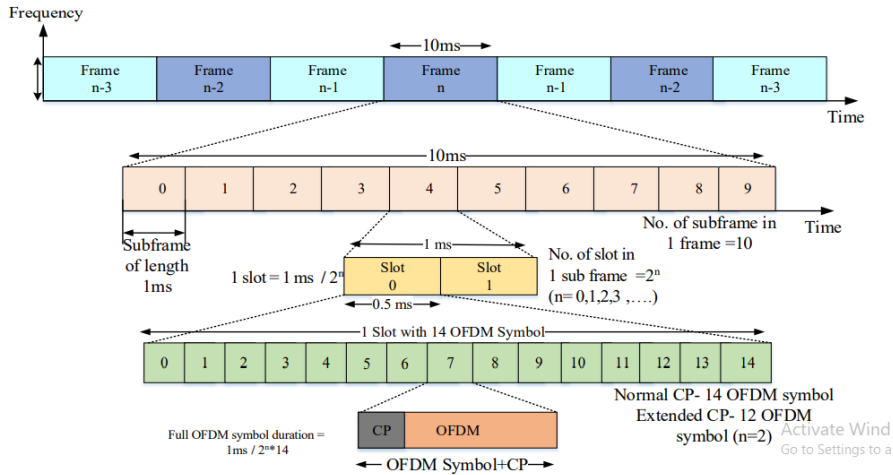 Frequency
10ms
Frame Frame Frame Frame Frame Frame Frame
n-3 n-2 n-1 n n-1 n-2 n-3
Time
10ms
0 1 2 3 4 5 6 7 8 9
No. of subframe in
1 frame =10
Time
Subframe
of length
1ms
1 ms
1 slot = 1 ms / 2ⁿ
Slot Slot
0 1
No. of slot in
1 sub frame =2ⁿ
(n= 0,1,2,3 ,….)
0.5 ms
1 Slot with 14 OFDM Symbol
0 1 2 3 4 5 6 7 8 9 10 11 12 13 14
Normal CP- 14 OFDM symbol
Extended CP- 12 OFDM
symbol (n=2)
CP OFDM
Full OFDM symbol duration =
1ms / 2ⁿ*14
OFDM Symbol+CP
Activate Wind
Go to Settings to a